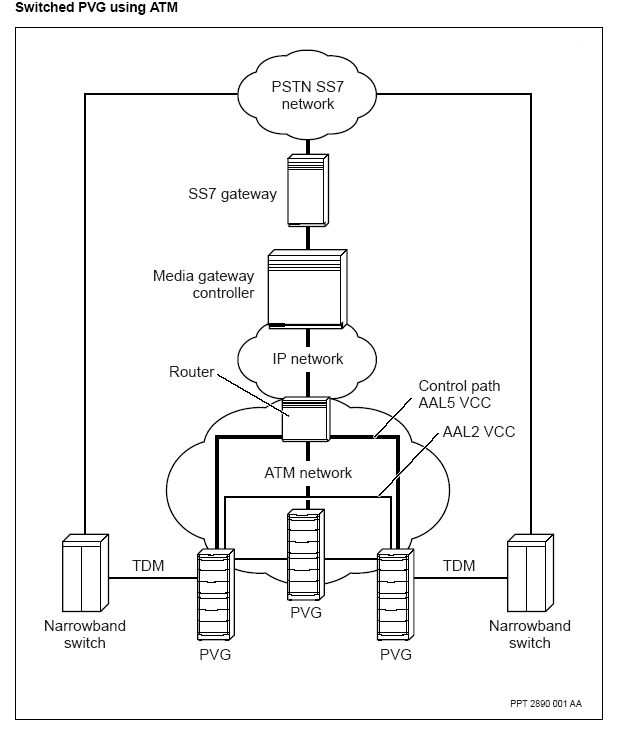 Switched PVG using ATM
PSTN SS7
network
SS7 gateway
Media gateway
controller
IP network
Router
Control path
AAL5 VCC
AAL2 VCC
ATM network
TDM
TDM
Narrowband
switch
PVG
PVG
PVG
Narrowband
switch
PPT 2890 001 AA